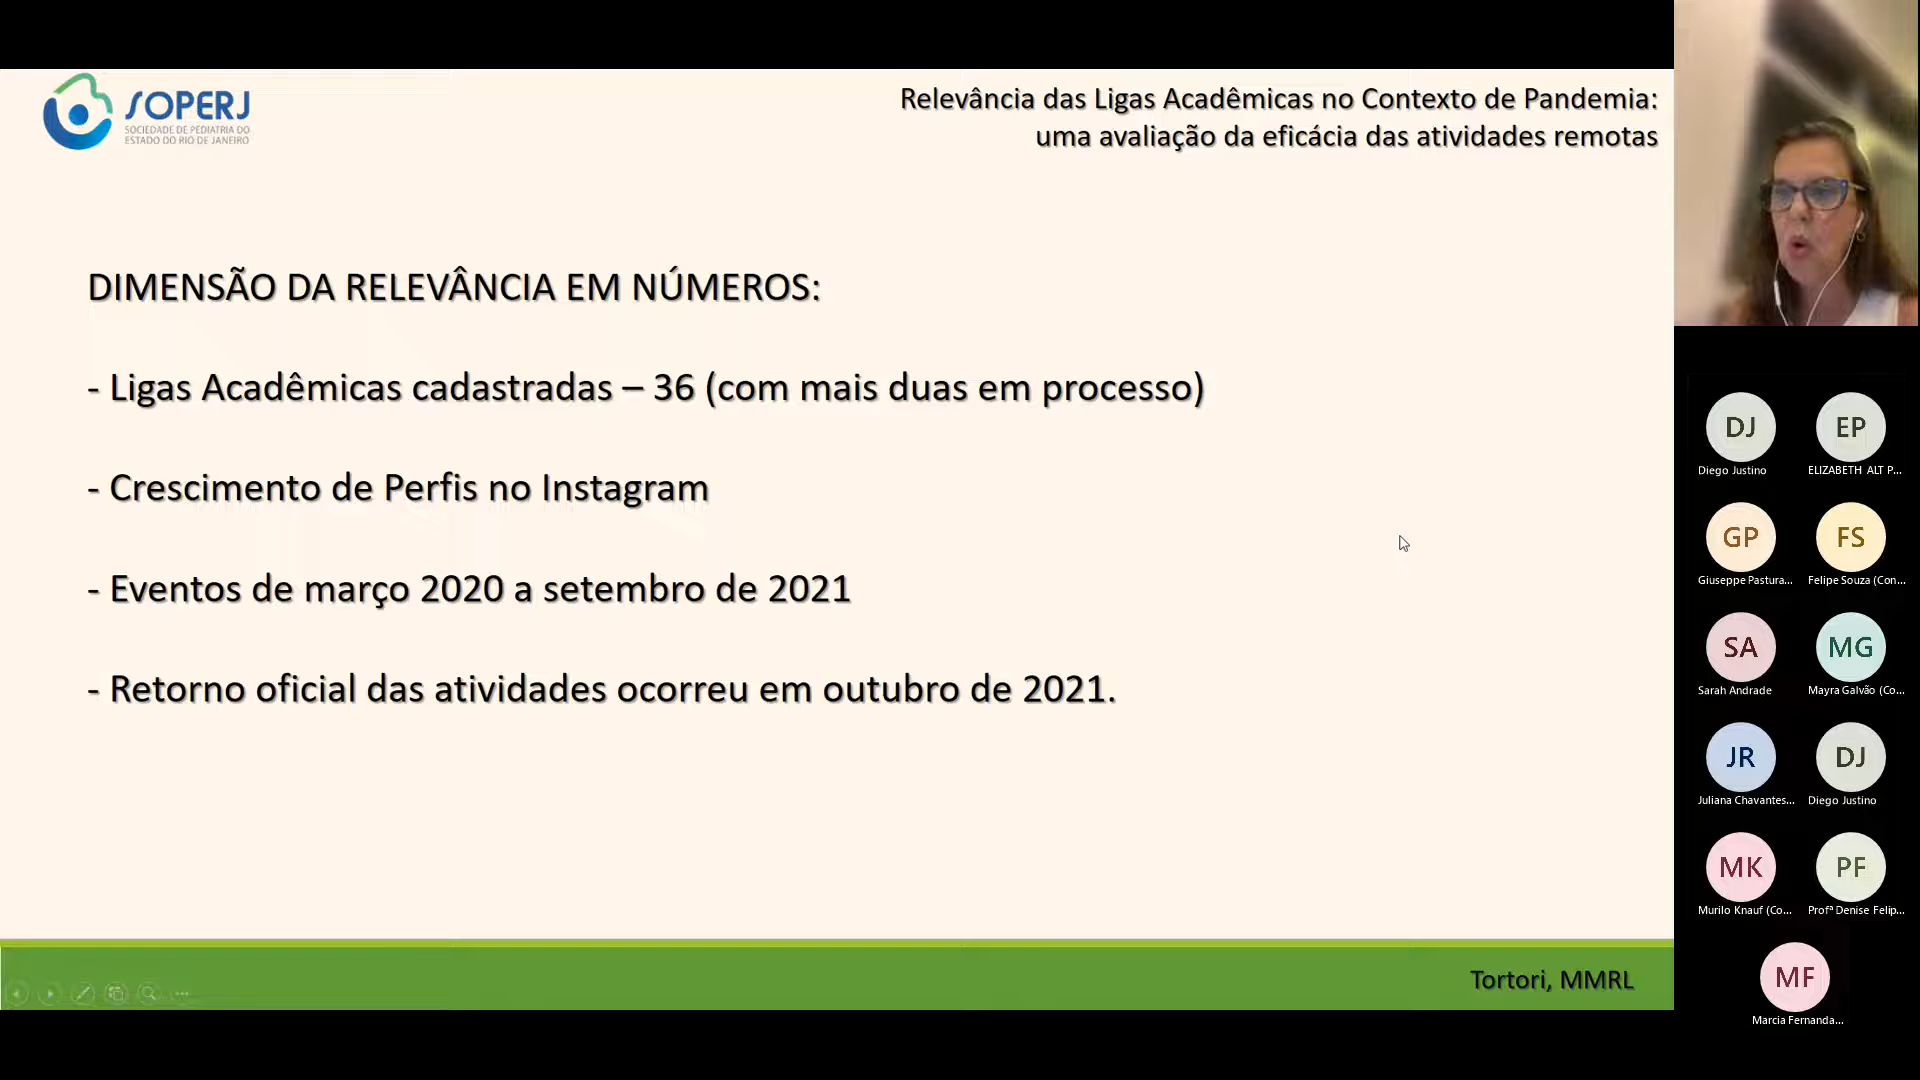 SOPERJ
SOCIEDADE DE PEDIATRIA DO
ESTADO DO RIO DE JANEIRO
Relevância das Ligas Acadêmicas no Contexto de Pandemia:
uma avaliação da eficácia das atividades remotas
DIMENSÃO DA RELEVÂNCIA EM NÚMEROS:
- Ligas Acadêmicas cadastradas – 36 (com mais duas em processo)
- Crescimento de Perfis no Instagram
- Eventos de março 2020 a setembro de 2021
- Retorno oficial das atividades ocorreu em outubro de 2021.
Tortori, MMRL
DJ
Diego Justino
EP
ELIZABETH ALT P...
GP
Giuseppe Pastura...
FS
Felipe Souza (Con...
SA
Sarah Andrade
MG
Mayra Galvão (Co...
JR
Juliana Chavantes...
DJ
Diego Justino
MK
Murilo Knauf (Co...
PF
Profª Denise Felip...
MF
Marcia Fernanda...